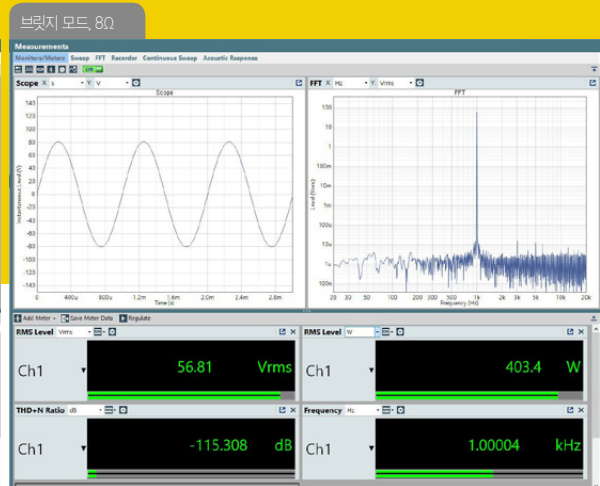 브릿지 모드, 8Ω
Measurements
Monitors/Meters Sweep FFT Recorder Continuous Sweep Acoustic Response
ON
Scope X: s Y: V
FFT X: Hz Y: Vrms
Scope
FFT
Instantaneous Level (V)
140
120
100
80
60
40
20
0
-20
-40
-60
-80
-100
-120
-140
0 400u 800u 1.2m 1.6m 2.0m 2.4m 2.8m
Time (s)
Level (Vrms)
100
10
1
100m
10m
1m
100u
10u
1u
100n
20 30 50 100 200 300 500 1k 2k 3k 5k 10k 20k
Frequency (Hz)
Add Meter Save Meter Data Regulate
RMS Level Vrms
Ch1 56.81 Vrms
RMS Level W
Ch1 403.4 W
THD+N Ratio dB
Ch1 -115.308 dB
Frequency Hz
Ch1 1.00004 kHz